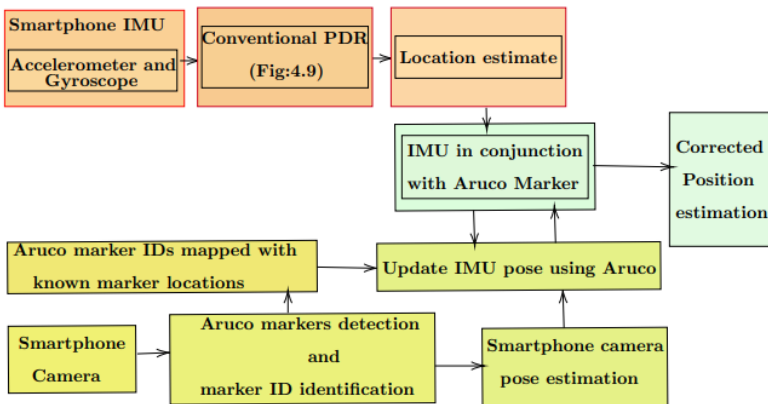 Smartphone IMU
Accelerometer and
Gyroscope
Conventional PDR
(Fig:4.9)
Location estimate
IMU in conjunction
with Aruco Marker
Corrected
Position
estimation
Aruco marker IDs mapped with
known marker locations
Update IMU pose using Aruco
Smartphone
Camera
Aruco markers detection
and
marker ID identification
Smartphone camera
pose estimation